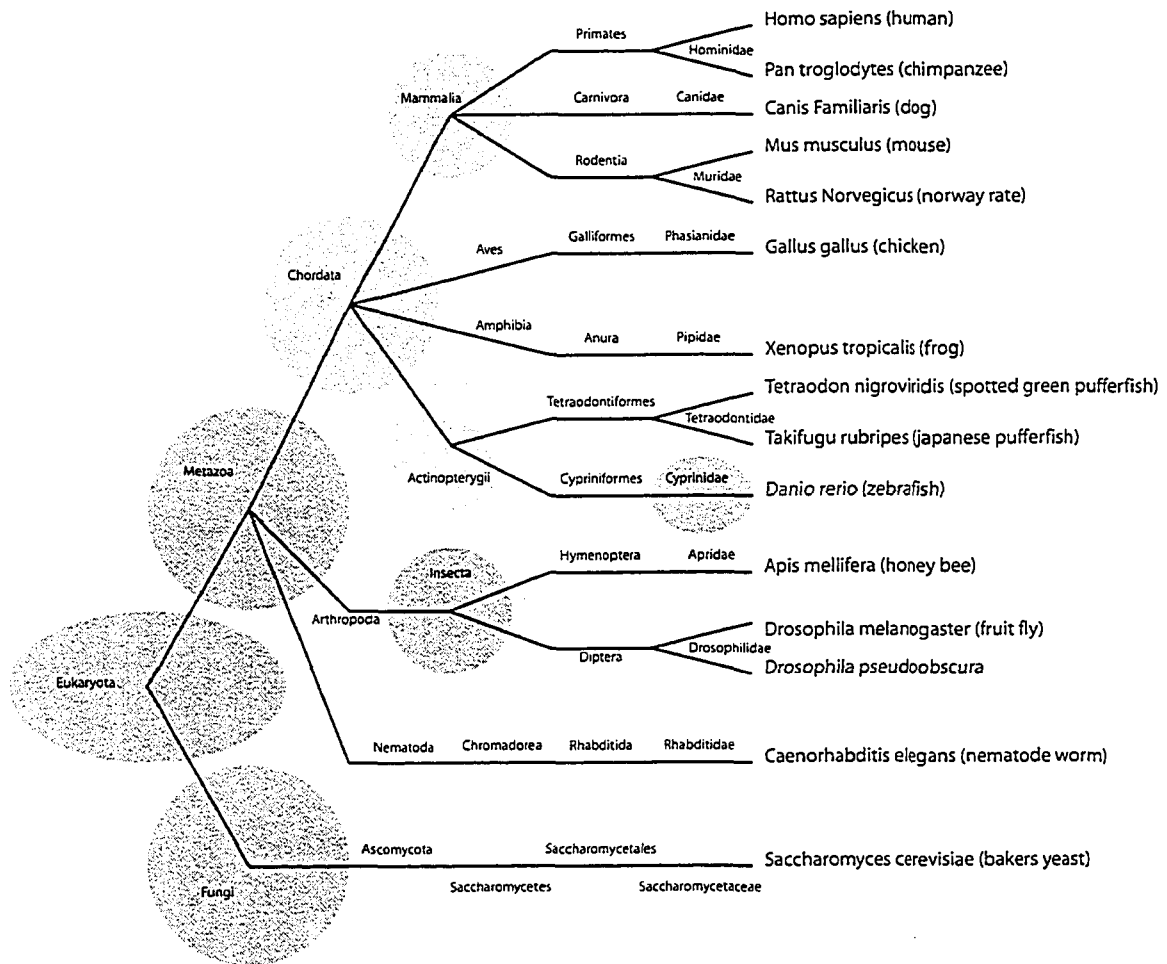 Homo sapiens (human)
Primates
Hominidae
Pan troglodytes (chimpanzee)
Mammalia
Carnivora
Canidae
Canis Familiaris (dog)
Mus musculus (mouse)
Rodentia
Muridae
Rattus Norvegicus (norway rate)
Aves
Galliformes
Phasianidae
Gallus gallus (chicken)
Chordata
Amphibia
Anura
Pipidae
Xenopus tropicalis (frog)
Tetraodon nigroviridis (spotted green pufferfish)
Tetraodontiformes
Tetraodontidae
Takifugu rubripes (japanese pufferfish)
Metazoa
Actinopterygii
Cypriniformes
Cyprinidae
Danio rerio (zebrafish)
Hymenoptera
Apridae
Apis mellifera (honey bee)
Insecta
Arthropoda
Drosophila melanogaster (fruit fly)
Drosophilidae
Diptera
Drosophila pseudoobscura
Eukaryota
Nematoda
Chromadorea
Rhabditida
Rhabditidae
Caenorhabditis elegans (nematode worm)
Ascomycota
Saccharomycetales
Saccharomyces cerevisiae (bakers yeast)
Fungi
Saccharomycetes
Saccharomycetaceae